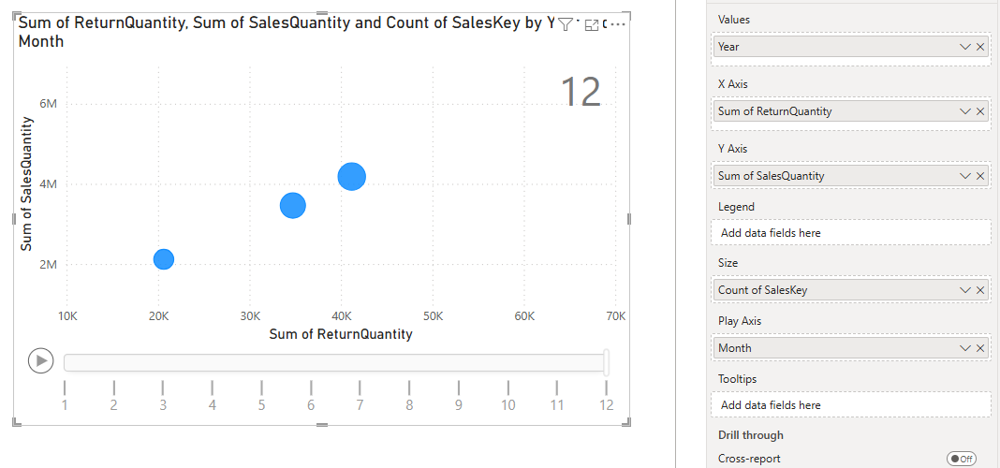 Sum of ReturnQuantity, Sum of SalesQuantity and Count of SalesKey by Y
Month
12
6M
4M
2M
Sum of SalesQuantity
10K 20K 30K 40K 50K 60K 70K
Sum of ReturnQuantity
1 2 3 4 5 6 7 8 9 10 11 12
Values
Year
X Axis
Sum of ReturnQuantity
Y Axis
Sum of SalesQuantity
Legend
Add data fields here
Size
Count of SalesKey
Play Axis
Month
Tooltips
Add data fields here
Drill through
Cross-report
Off